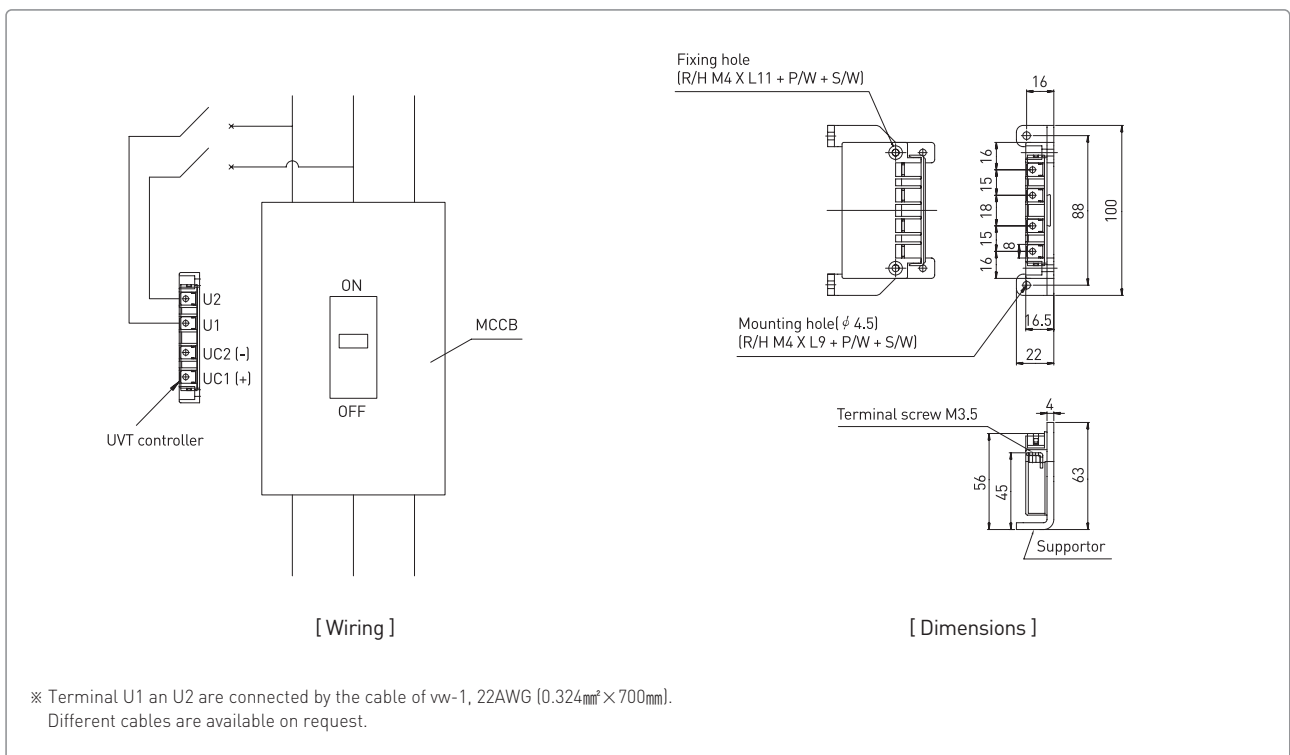 Fixing hole
(R/H M4 X L11 + P/W + S/W)
16
16
15
18
15
8
16
88
100
16.5
22
Mounting hole(ϕ 4.5)
(R/H M4 X L9 + P/W + S/W)
ON
OFF
MCCB
U2
U1
UC2 (-)
UC1 (+)
UVT controller
Terminal screw M3.5
4
56
45
63
Supportor
[ Wiring ]
[ Dimensions ]
※ Terminal U1 an U2 are connected by the cable of vw-1, 22AWG (0.324㎟×700㎜).
Different cables are available on request.